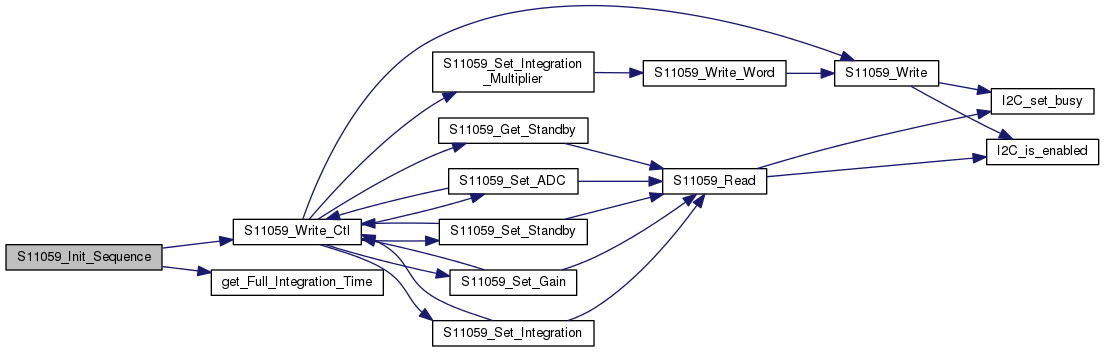 S11059_Init_Sequence
S11059_Write_Ctl
get_Full_Integration_Time
S11059_Set_Integration
_Multiplier
S11059_Get_Standby
S11059_Set_ADC
S11059_Set_Standby
S11059_Set_Gain
S11059_Set_Integration
S11059_Write_Word
S11059_Read
S11059_Write
I2C_set_busy
I2C_is_enabled